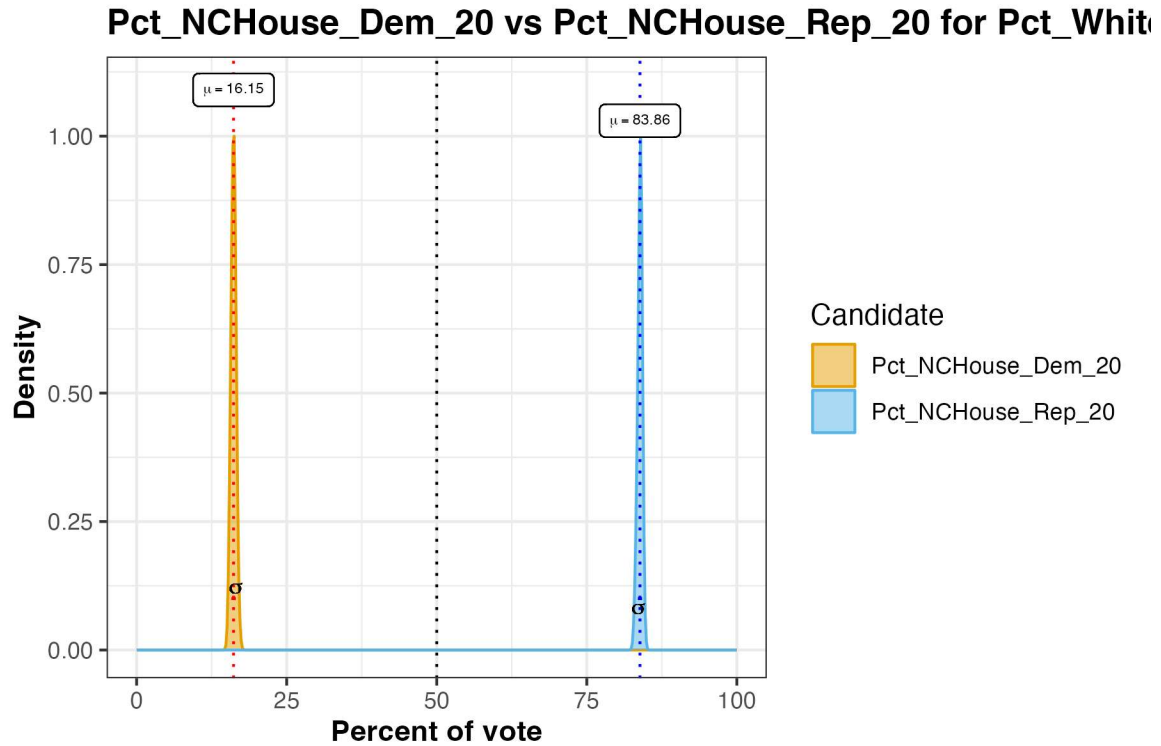 Pct_NCHouse_Dem_20 vs Pct_NCHouse_Rep_20 for Pct_White
μ = 16.15
μ = 83.86
1.00
0.75
0.50
0.25
0.00
Density
σ
σ
0
25
50
75
100
Percent of vote
Candidate
Pct_NCHouse_Dem_20
Pct_NCHouse_Rep_20